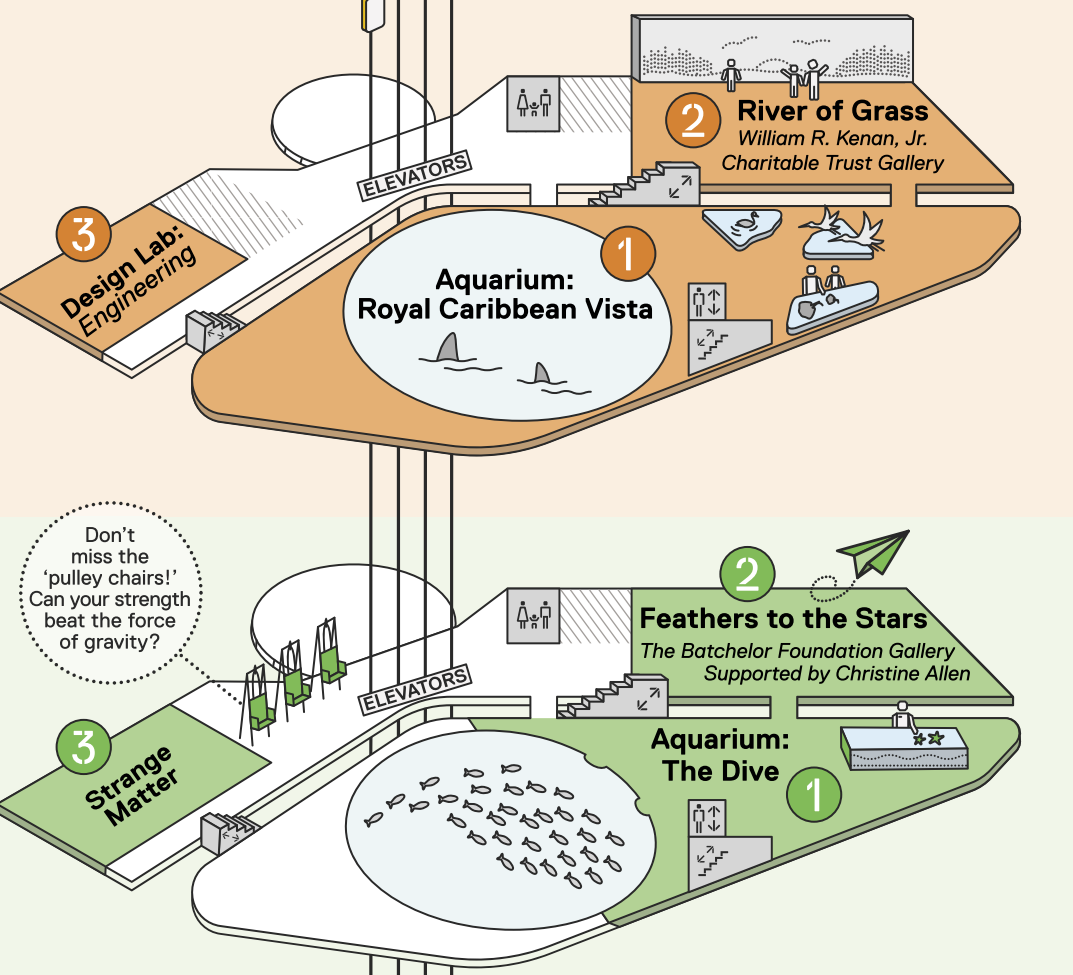 2
River of Grass
William R. Kenan, Jr.
Charitable Trust Gallery
ELEVATORS
3
Design Lab:
Engineering
1
Aquarium:
Royal Caribbean Vista
Don’t
miss the
‘pulley chairs!’
Can your strength
beat the force
of gravity?
2
Feathers to the Stars
The Batchelor Foundation Gallery
Supported by Christine Allen
ELEVATORS
3
Strange
Matter
Aquarium:
The Dive
1